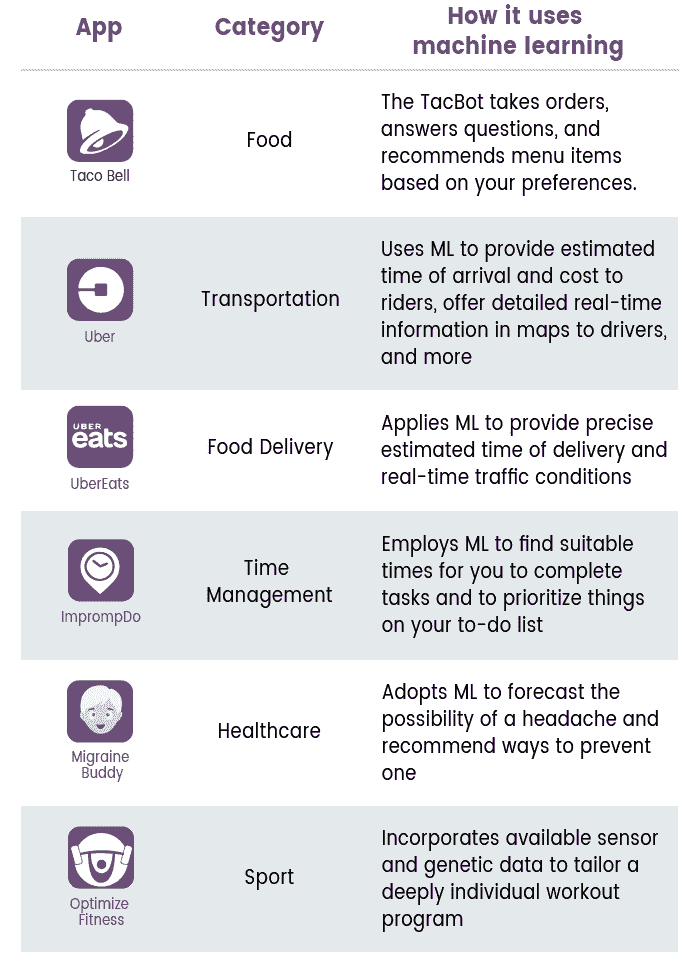 App
Category
How it uses
machine learning
Taco Bell
Food
The TacBot takes orders,
answers questions, and
recommends menu items
based on your preferences.
Uber
Transportation
Uses ML to provide estimated
time of arrival and cost to
riders, offer detailed real-time
information in maps to drivers,
and more
UBER
eats
UberEats
Food Delivery
Applies ML to provide precise
estimated time of delivery and
real-time traffic conditions
ImprompDo
Time
Management
Employs ML to find suitable
times for you to complete
tasks and to prioritize things
on your to-do list
Migraine
Buddy
Healthcare
Adopts ML to forecast the
possibility of a headache and
recommend ways to prevent
one
Optimize
Fitness
Sport
Incorporates available sensor
and genetic data to tailor a
deeply individual workout
program